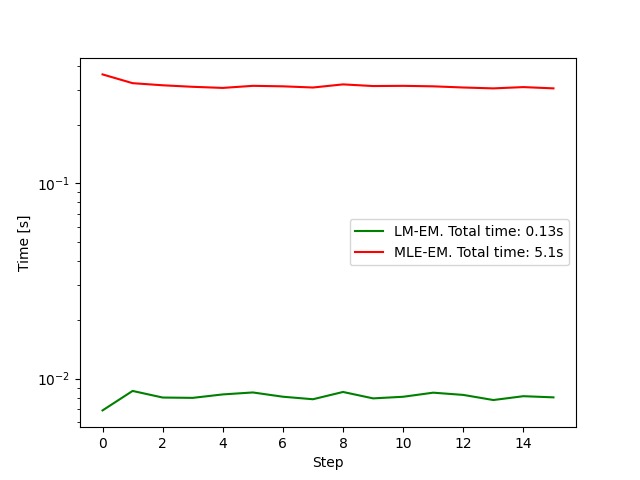 Time [s]
10⁻¹
10⁻²
LM-EM. Total time: 0.13s
MLE-EM. Total time: 5.1s
0 2 4 6 8 10 12 14
Step